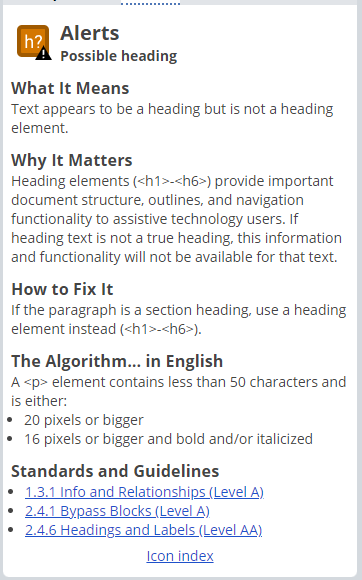 h?
Alerts
Possible heading
What It Means
Text appears to be a heading but is not a heading
element.
Why It Matters
Heading elements (<h1>-<h6>) provide important
document structure, outlines, and navigation
functionality to assistive technology users. If
heading text is not a true heading, this information
and functionality will not be available for that text.
How to Fix It
If the paragraph is a section heading, use a heading
element instead (<h1>-<h6>).
The Algorithm... in English
A <p> element contains less than 50 characters and
is either:
• 20 pixels or bigger
• 16 pixels or bigger and bold and/or italicized
Standards and Guidelines
• 1.3.1 Info and Relationships (Level A)
• 2.4.1 Bypass Blocks (Level A)
• 2.4.6 Headings and Labels (Level AA)
Icon index